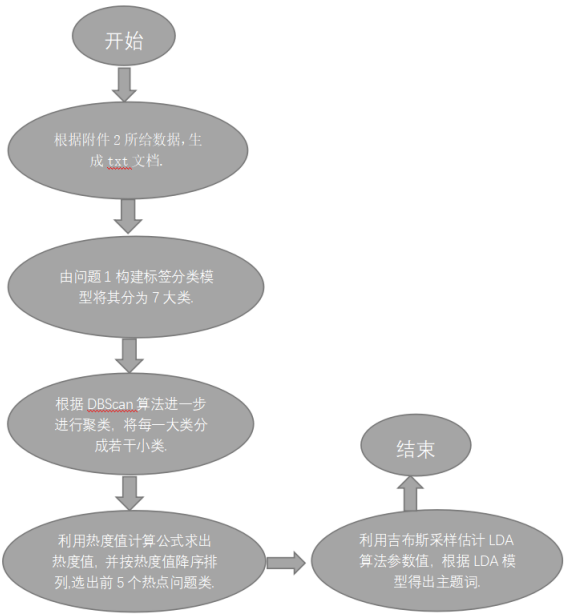 开始
根据附件 2 所给数据,生
成 txt 文档.
由问题 1 构建标签分类模
型将其分为 7 大类.
根据 DBScan 算法进一步
进行聚类，将每一大类分
成若干小类.
利用热度值计算公式求出
热度值，并按热度值降序排
列,选出前 5 个热点问题类.
利用吉布斯采样估计 LDA
算法参数值，根据 LDA 模
型得出主题词.
结束